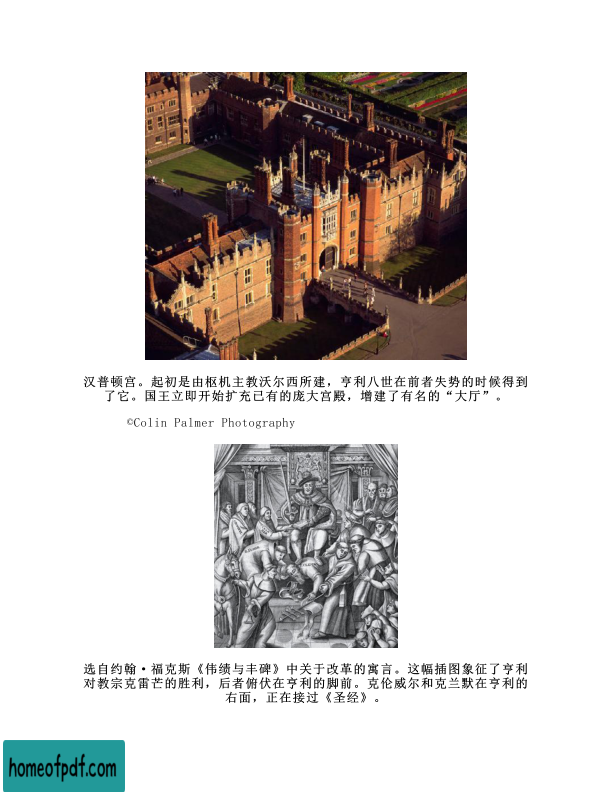 汉普顿宫。起初是由枢机主教沃尔西所建，亨利八世在前者失势的时候得到
了它。国王立即开始扩充已有的庞大宫殿，增建了有名的“大厅”。
©Colin Palmer Photography
选自约翰·福克斯《伟绩与丰碑》中关于改革的寓言。这幅插图象征了亨利
对教宗克雷芒的胜利，后者俯伏在亨利的脚前。克伦威尔和克兰默在亨利的
右面，正在接过《圣经》。
homeofpdf.com